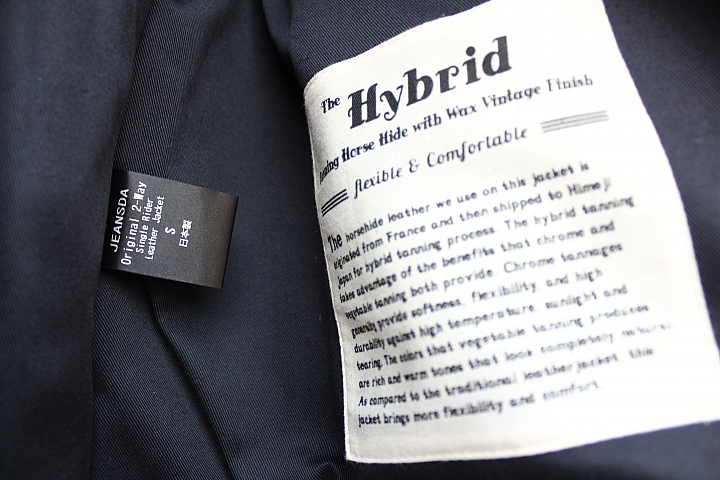 JEANSDA
Original 2-Way
Single Rider
Leather Jacket
S
日本製
The Hybrid
Horse Hide with Wax Vintage Finish
flexible & Comfortable
The horsehide leather we use on this jacket is
originated from France and then shipped to Himeji
Japan for hybrid tanning process. The hybrid tanning
takes advantage of the benefits that chrome and
vegetable tanning both provide. Chrome tannages
generally provide softness, flexibility, and high
durability against high temperature, sunlight and
tearing. The colors that vegetable tanning produces
are rich and warm tones that look completely natural.
As compared to the traditional leather jacket, this
jacket brings more flexibility and comfort.